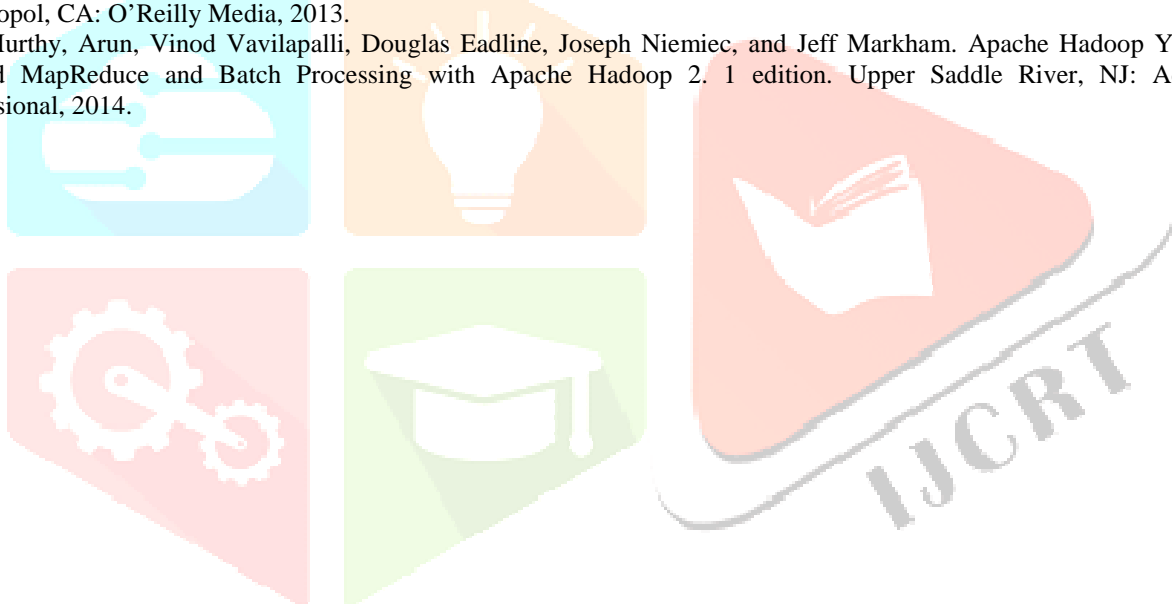 opol, CA: O’Reilly Media, 2013.
Murthy, Arun, Vinod Vavilapalli, Douglas Eadline, Joseph Niemiec, and Jeff Markham. Apache Hadoop Y
d MapReduce and Batch Processing with Apache Hadoop 2. 1 edition. Upper Saddle River, NJ: A
sional, 2014.
IJCRT